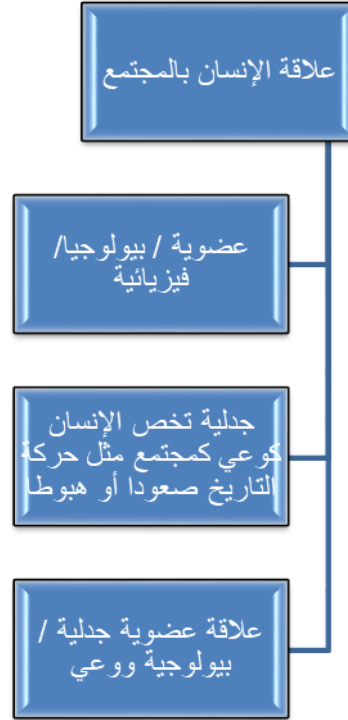 علاقة الإنسان بالمجتمع
عضوية / بيولوجيا/
فيزيائية
جدلية تخص الإنسان
كوعي كمجتمع مثل حركة
التاريخ صعودا أو هبوطا
علاقة عضوية جدلية /
بيولوجية ووعي